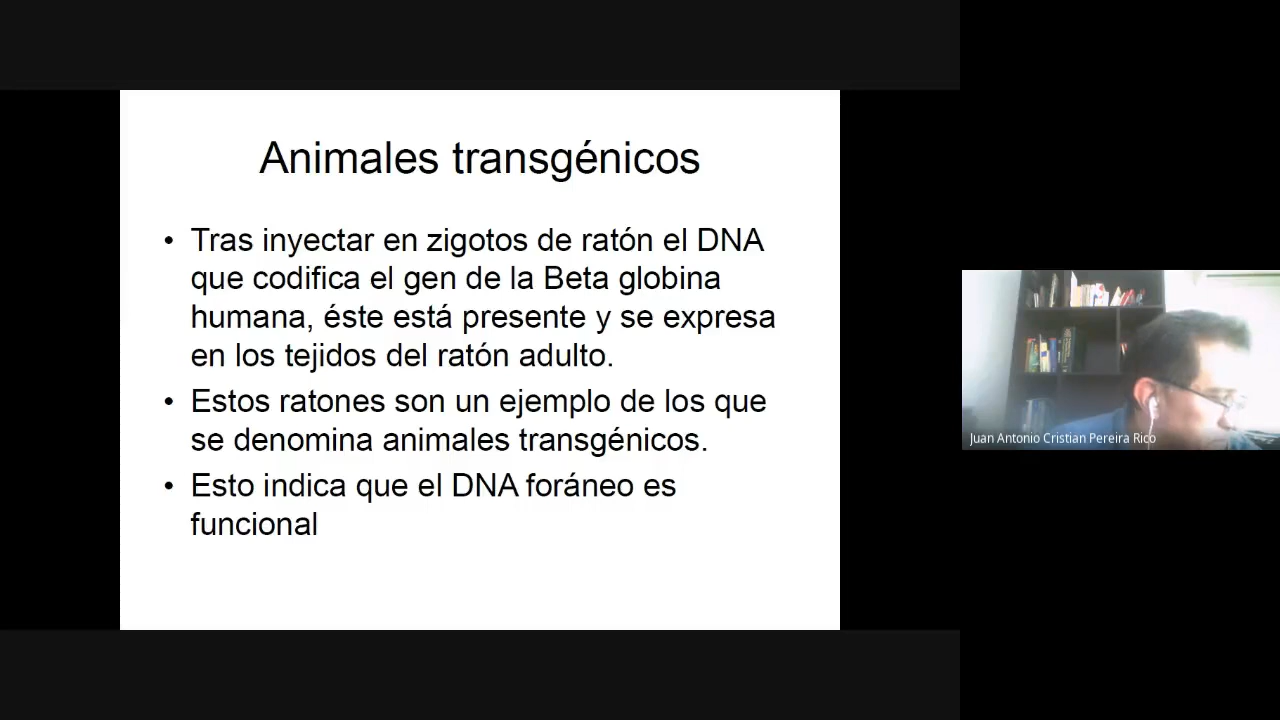 Animales transgénicos
• Tras inyectar en zigotos de ratón el DNA
que codifica el gen de la Beta globina
humana, éste está presente y se expresa
en los tejidos del ratón adulto.
• Estos ratones son un ejemplo de los que
se denomina animales transgénicos.
• Esto indica que el DNA foráneo es
funcional
Juan Antonio Cristian Pereira Rico